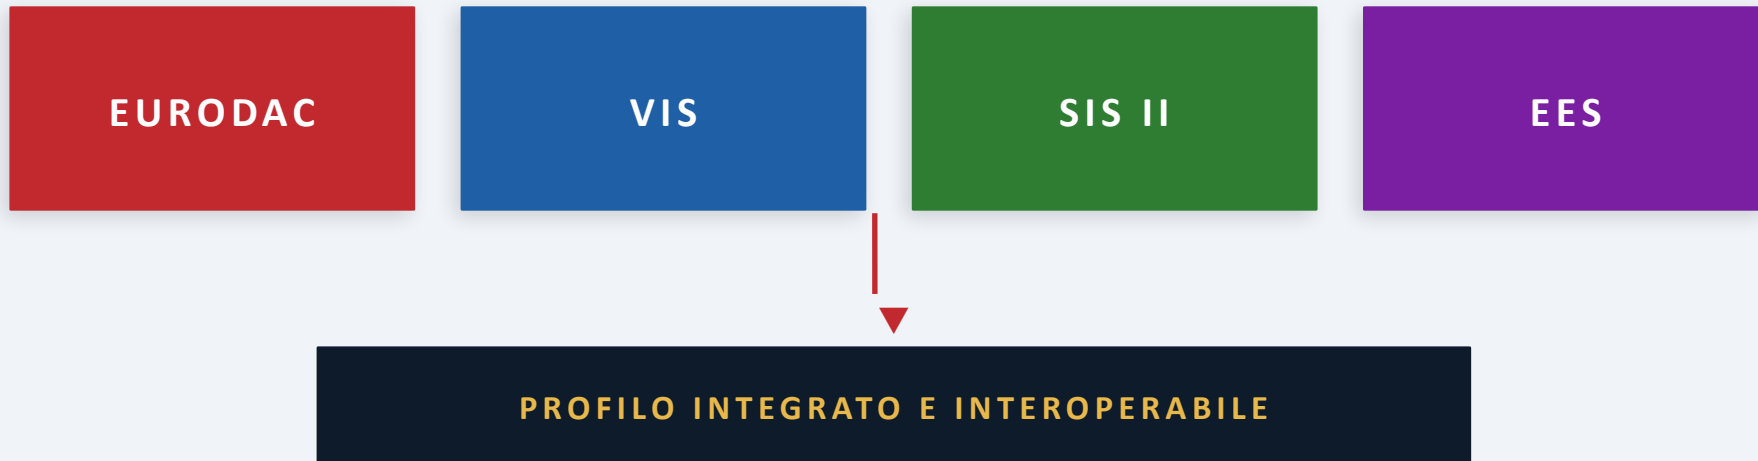 EURODAC
VIS
SIS II
EES
PROFILO INTEGRATO E INTEROPERABILE